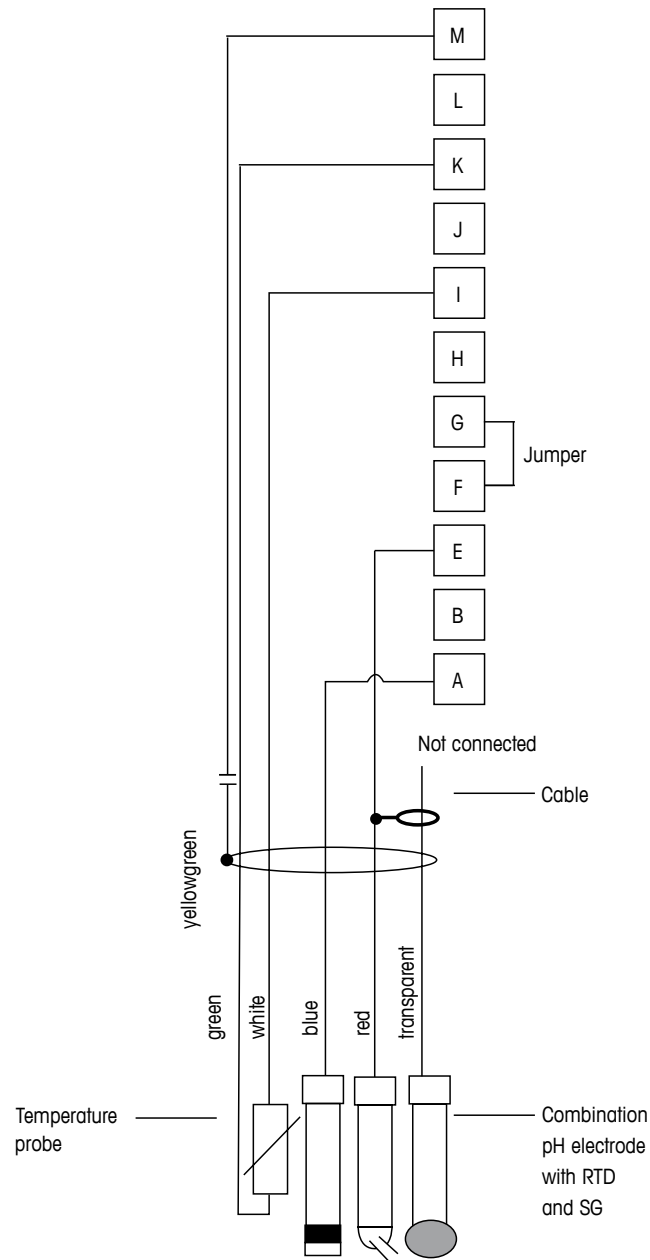 M
L
K
J
I
H
G
Jumper
F
E
B
A
Not connected
Cable
yellowgreen
green
white
blue
red
transparent
Temperature
probe
Combination
pH electrode
with RTD
and SG